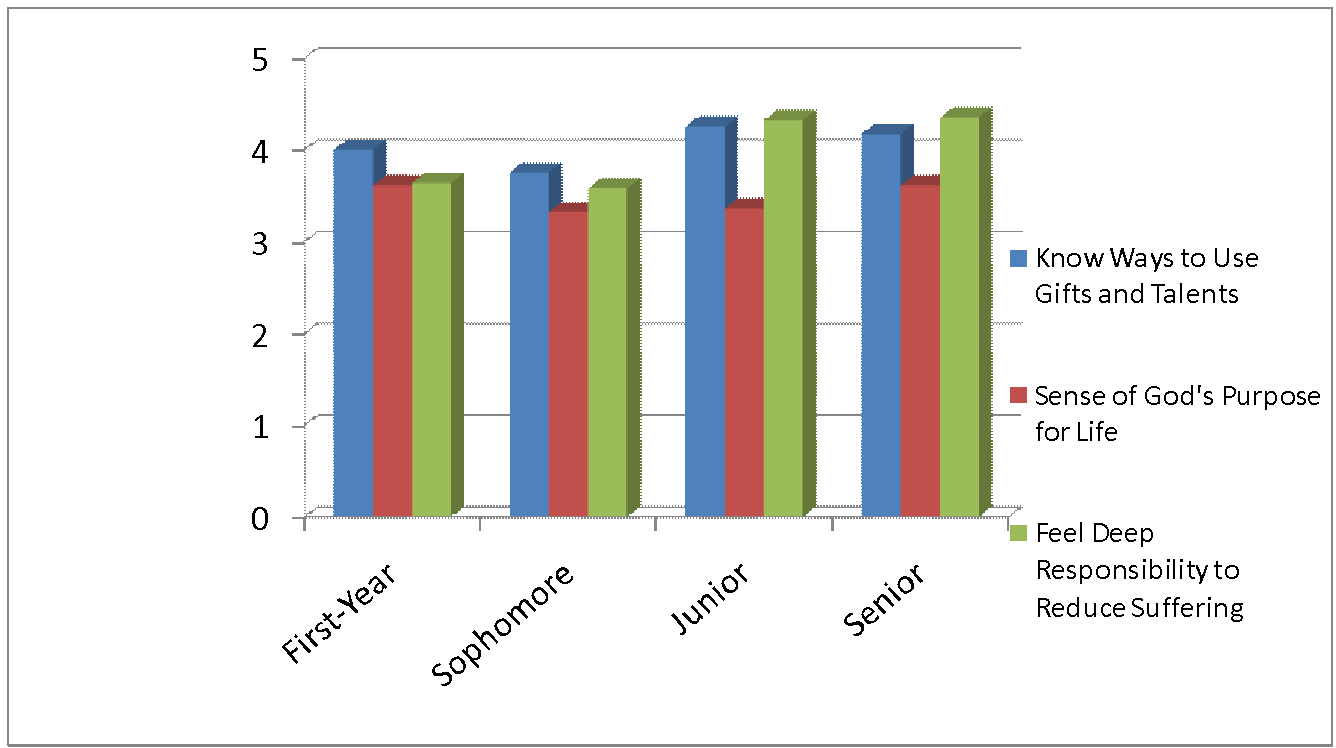 5
4
3
2
1
0
First-Year
Sophomore
Junior
Senior
Know Ways to Use
Gifts and Talents
Sense of God's Purpose
for Life
Feel Deep
Responsibility to
Reduce Suffering